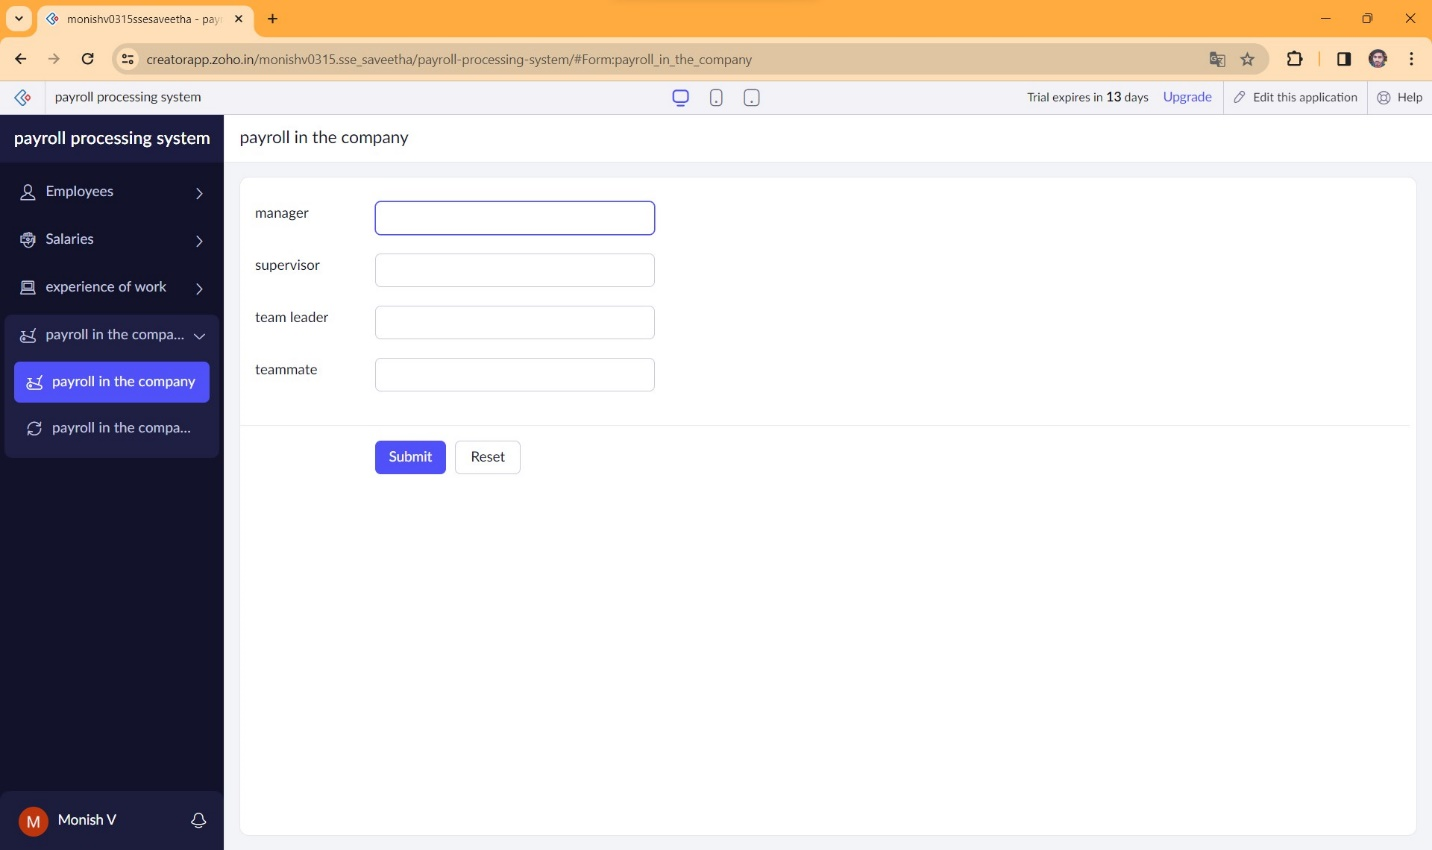 monishv0315ssesaveetha - pay
creatorapp.zoho.in/monishv0315.sse_saveetha/payroll-processing-system/#Form:payroll_in_the_company
payroll processing system
Trial expires in 13 days Upgrade Edit this application Help
payroll processing system
payroll in the company
Employees
Salaries
experience of work
payroll in the compa...
payroll in the company
payroll in the compa...
manager
supervisor
team leader
teammate
Submit Reset
M Monish V